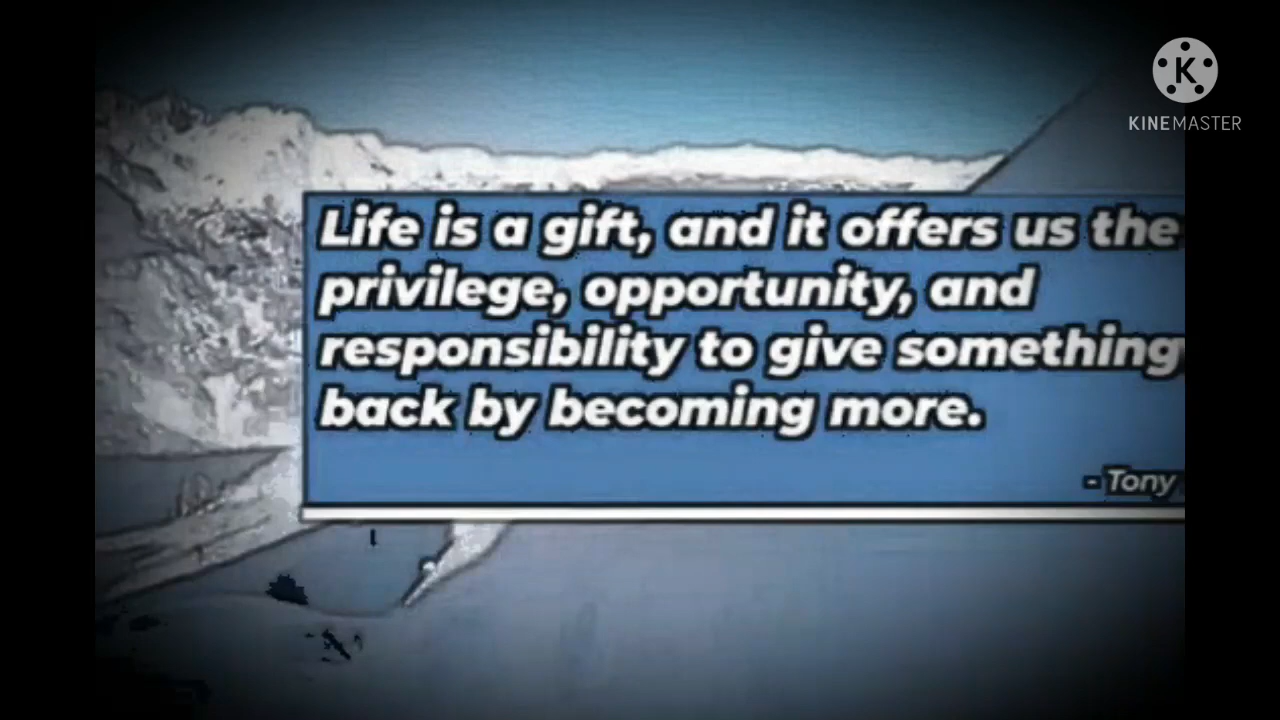 KINEMASTER
Life is a gift, and it offers us the
privilege, opportunity, and
responsibility to give something
back by becoming more.
- Tony